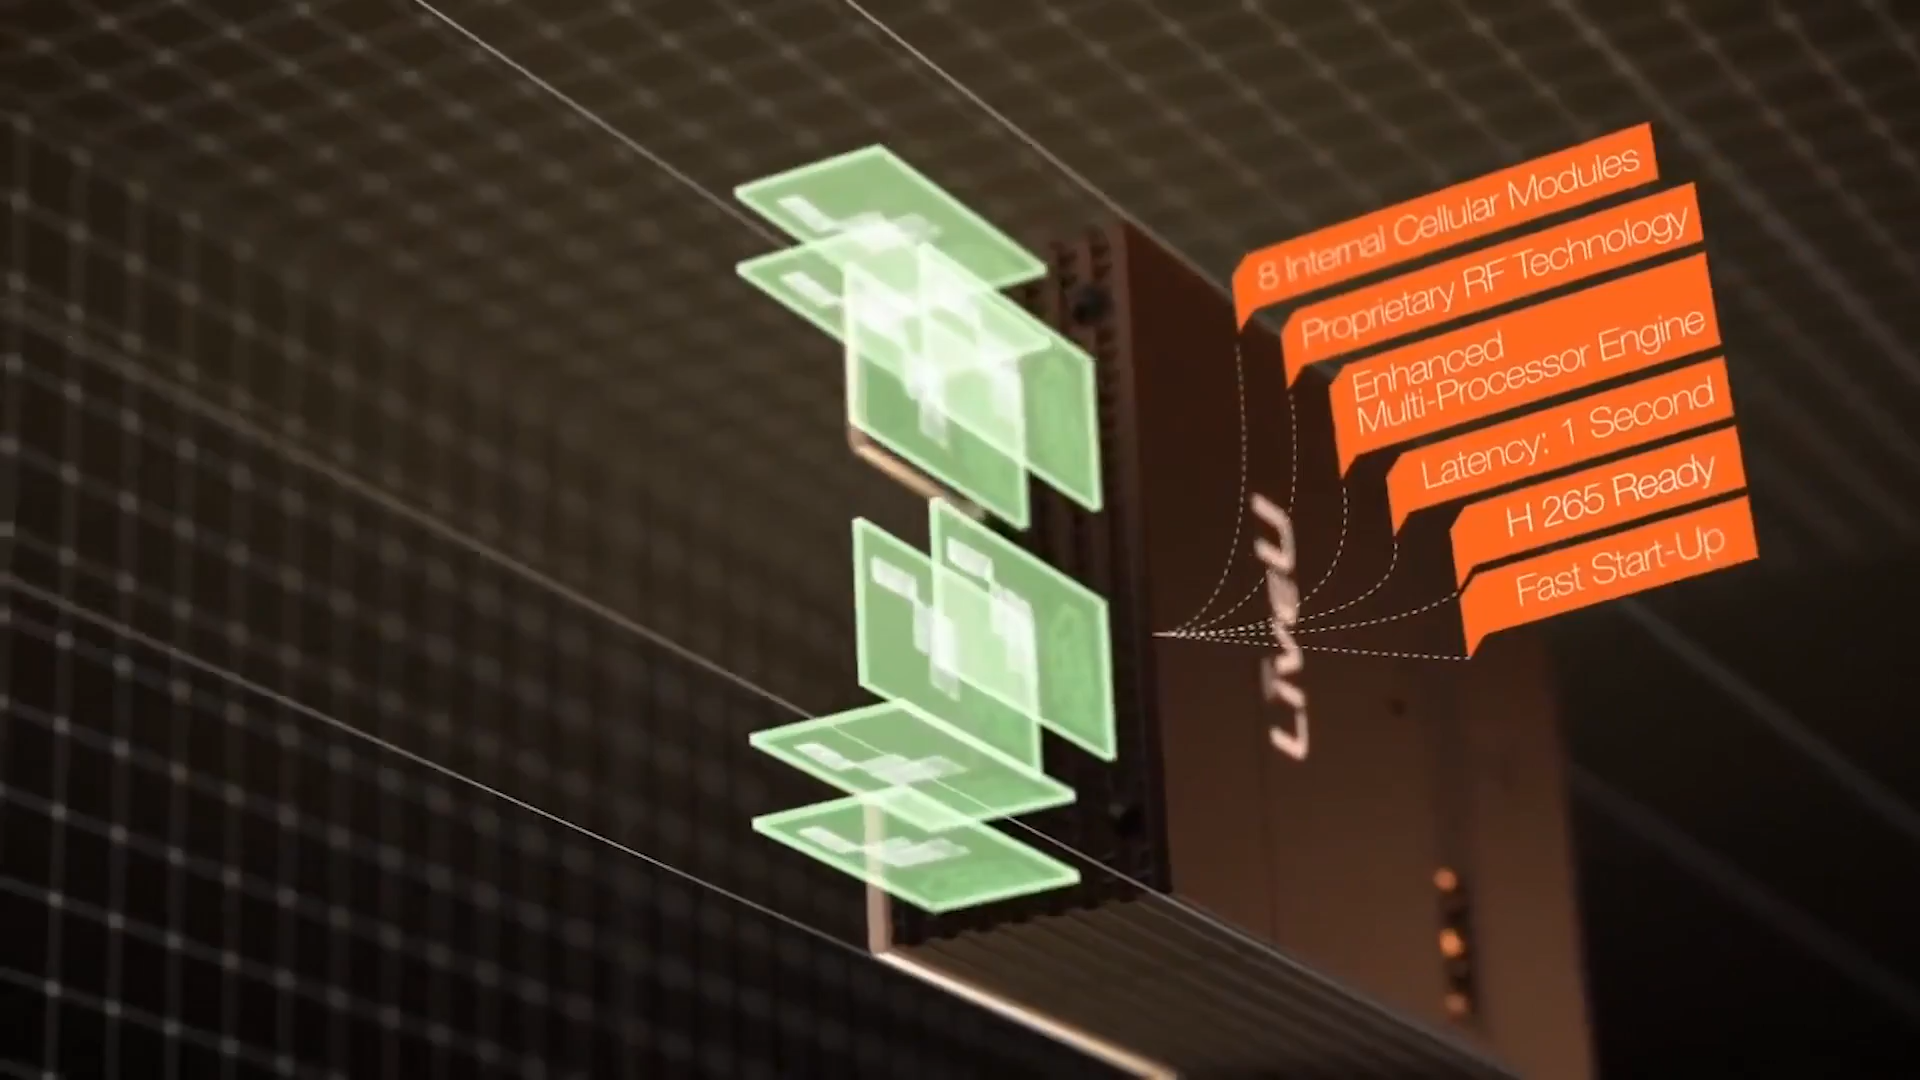 8 Internal Cellular Modules
Proprietary RF Technology
Enhanced
Multi-Processor Engine
Latency: 1 Second
H 265 Ready
Fast Start-Up
LiveU